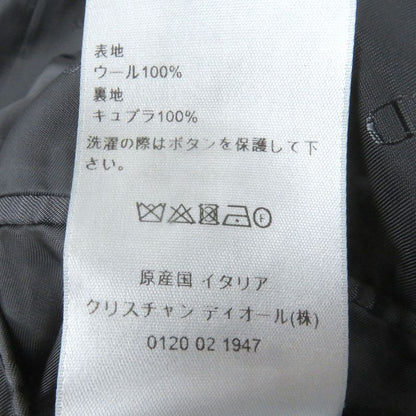 表地
ウール100%
裏地
キュプラ100%
洗濯の際はボタンを保護して下
さい。
原産国 イタリア
クリスチャン ディオール(株)
0120 02 1947